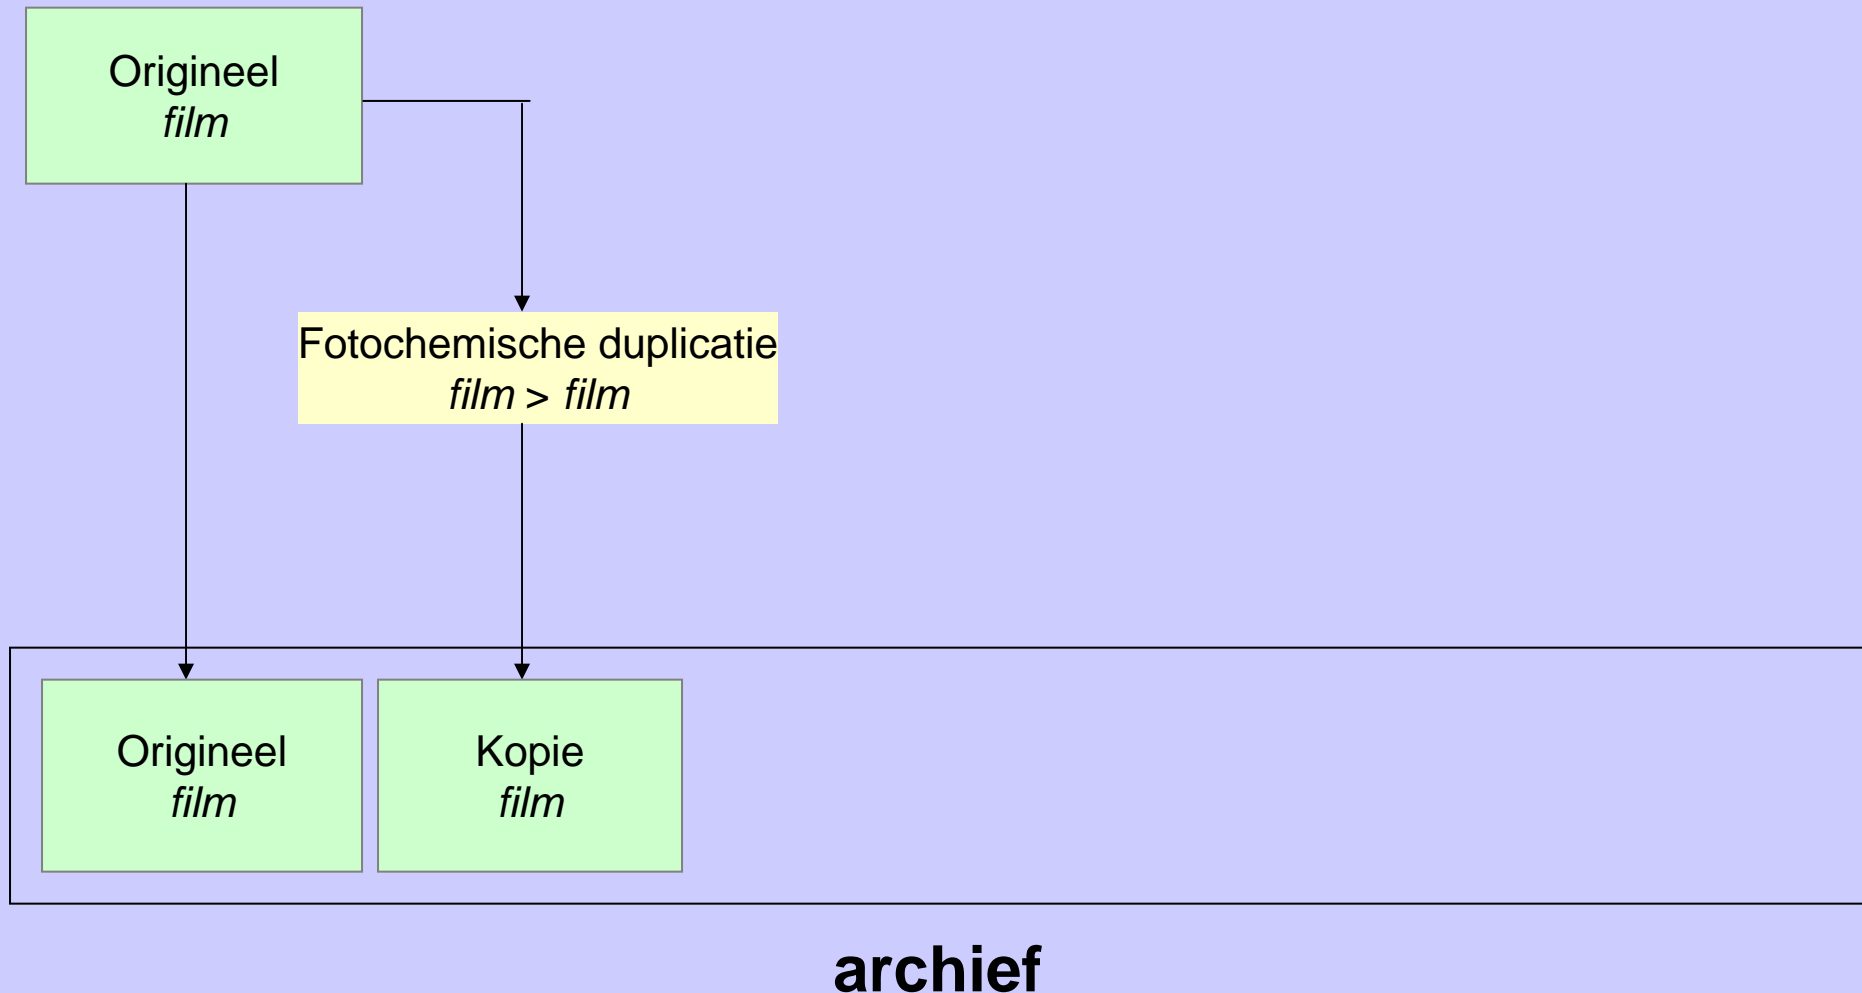 Origineel
film
Fotochemische duplicatie
film > film
Origineel
film
Kopie
film
archief